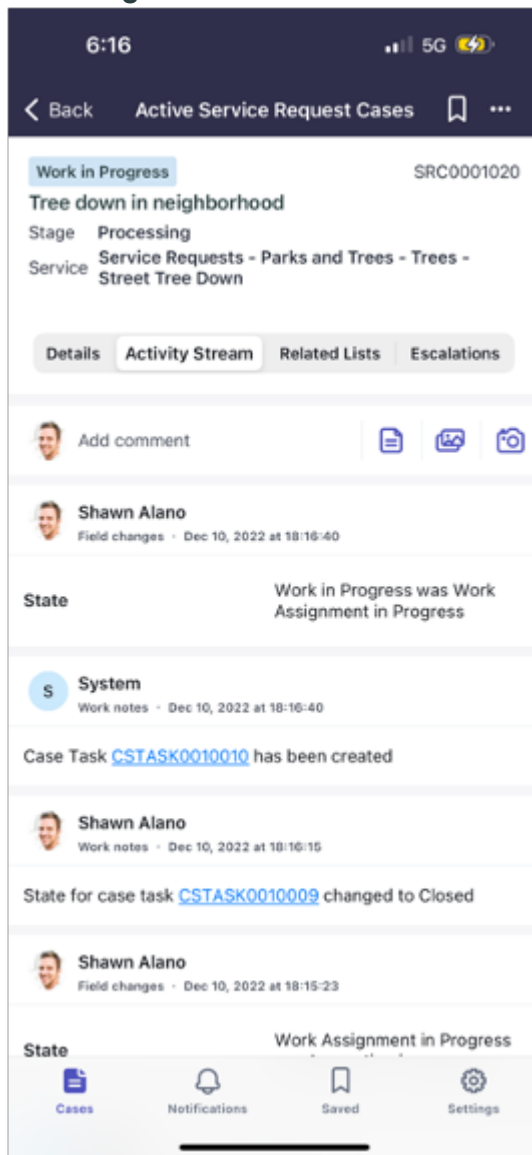 6:16
5G
Back
Active Service Request Cases
Work in Progress
SRC0001020
Tree down in neighborhood
Stage Processing
Service Service Requests - Parks and Trees - Trees -
Street Tree Down
Details
Activity Stream
Related Lists
Escalations
Add comment
Shawn Alano
Field changes · Dec 10, 2022 at 18:16:40
State
Work in Progress was Work
Assignment in Progress
S
System
Work notes · Dec 10, 2022 at 18:16:40
Case Task CSTASK0010010 has been created
Shawn Alano
Work notes · Dec 10, 2022 at 18:16:15
State for case task CSTASK0010009 changed to Closed
Shawn Alano
Field changes · Dec 10, 2022 at 18:15:23
State
Work Assignment in Progress
Cases
Notifications
Saved
Settings